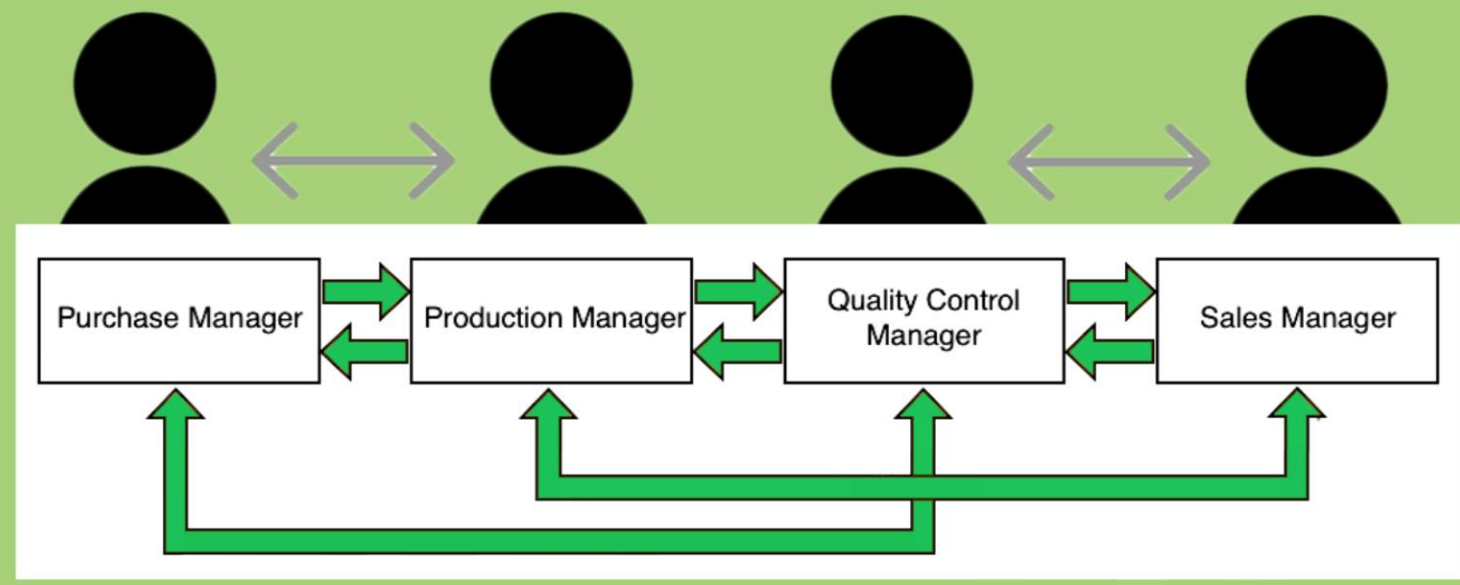 Purchase Manager
Production Manager
Quality Control
Manager
Sales Manager